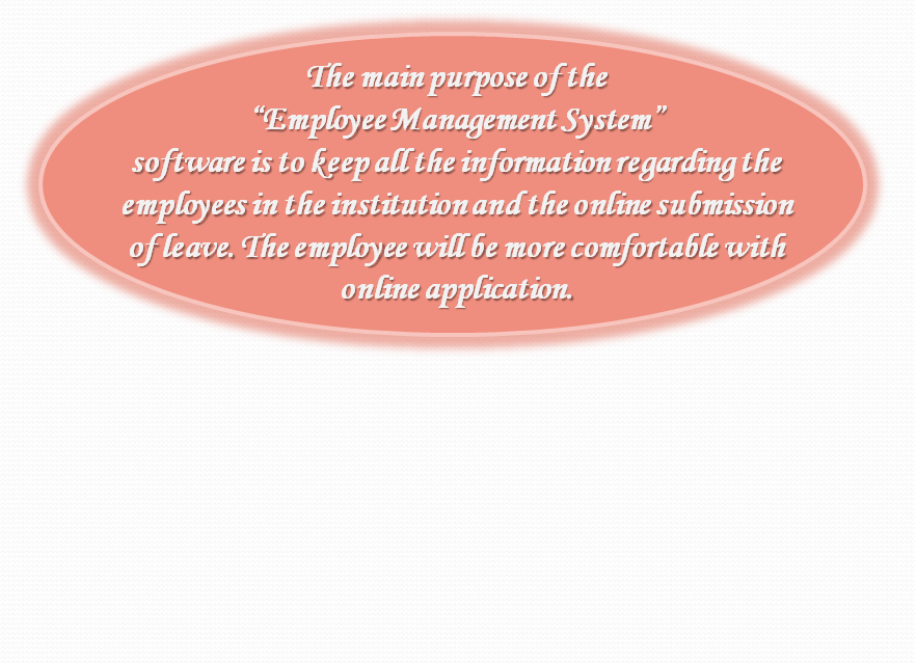 The main purpose of the
“Employee Management System”
software is to keep all the information regarding the
employees in the institution and the online submission
of leave. The employee will be more comfortable with
online application.